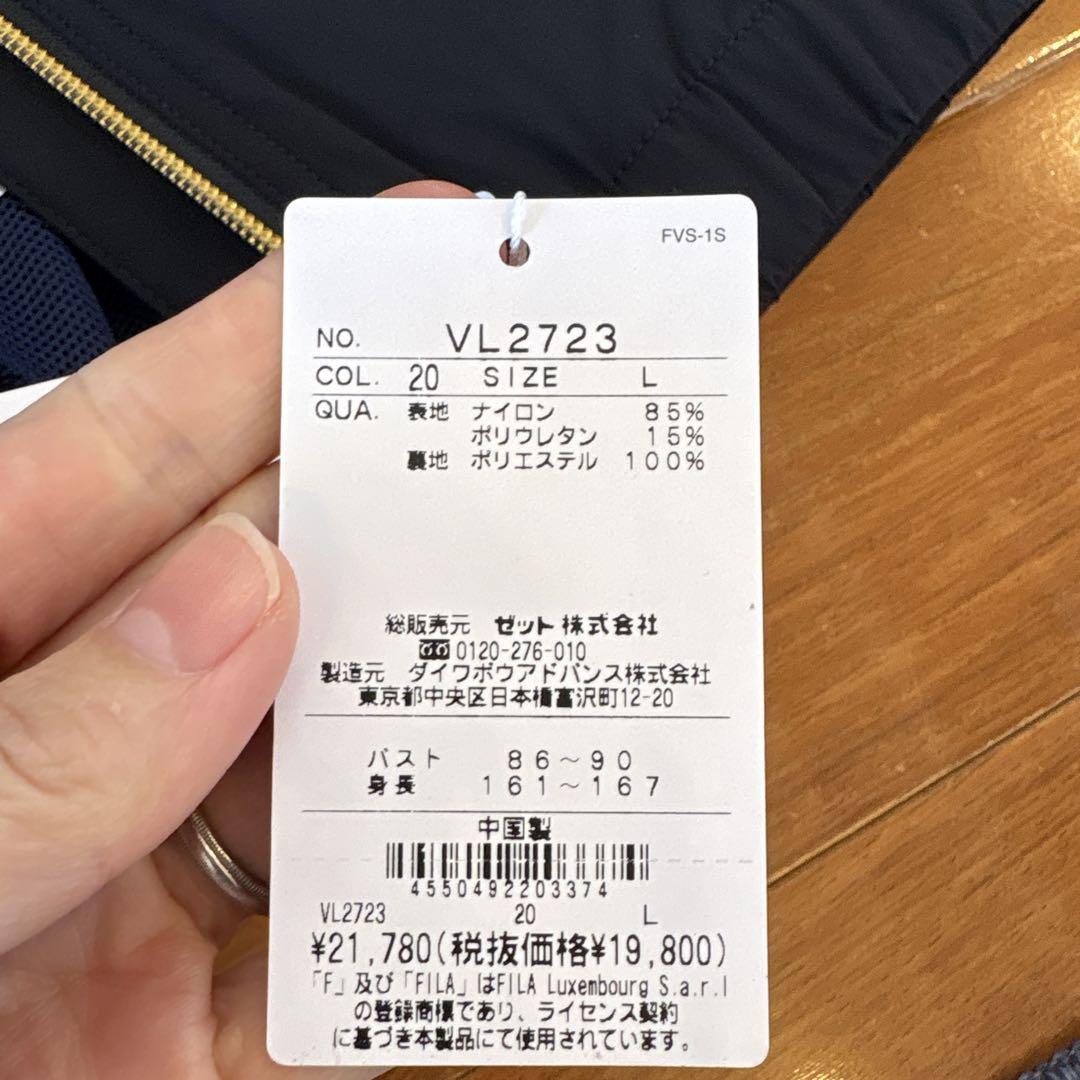 FVS-1S
NO. VL2723
COL. 20 SIZE L
QUA. 表地 ナイロン 85%
ポリウレタン 15%
裏地 ポリエステル 100%
総販売元 ゼット株式会社
0120-276-010
製造元 ダイワボウアドバンス株式会社
東京都中央区日本橋富沢町12-20
バスト 86~90
身長 161~167
中国製
4550492203374
VL2723 20 L
¥21,780(税抜価格¥19,800)
「F」及び「FILA」はFILA Luxembourg S.a.r.l
の登録商標であり、ライセンス契約
に基づき本製品にて使用されています。